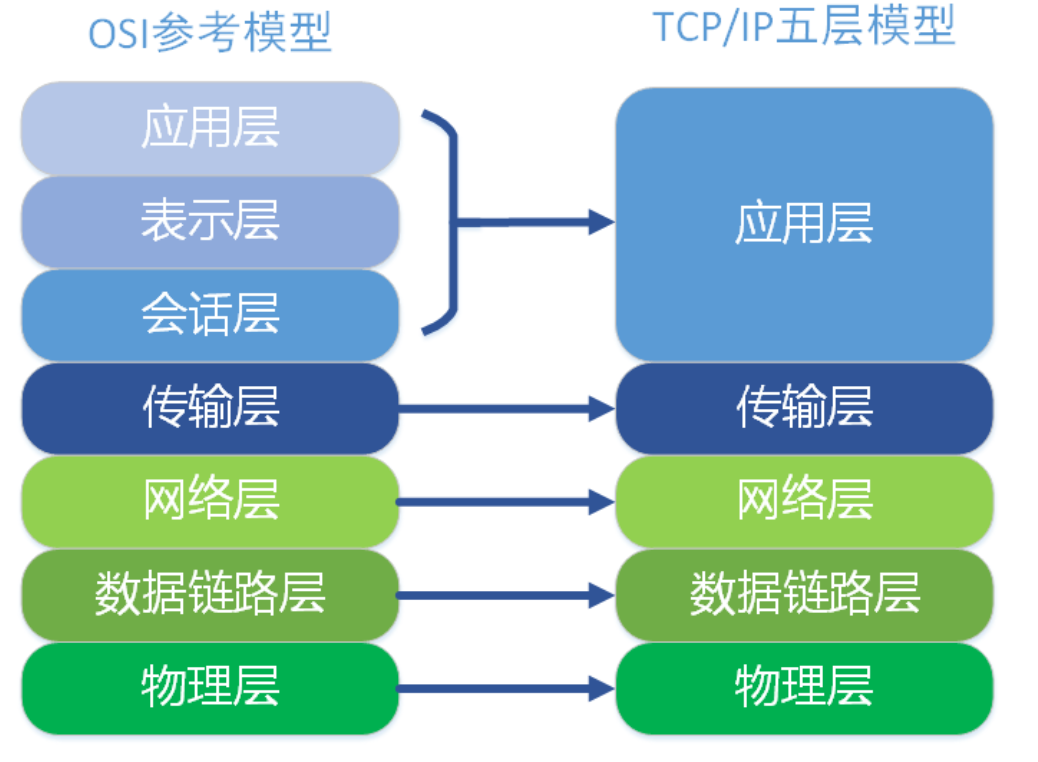 OSI参考模型
应用层
表示层
会话层
传输层
网络层
数据链路层
物理层
TCP/IP五层模型
应用层
传输层
网络层
数据链路层
物理层